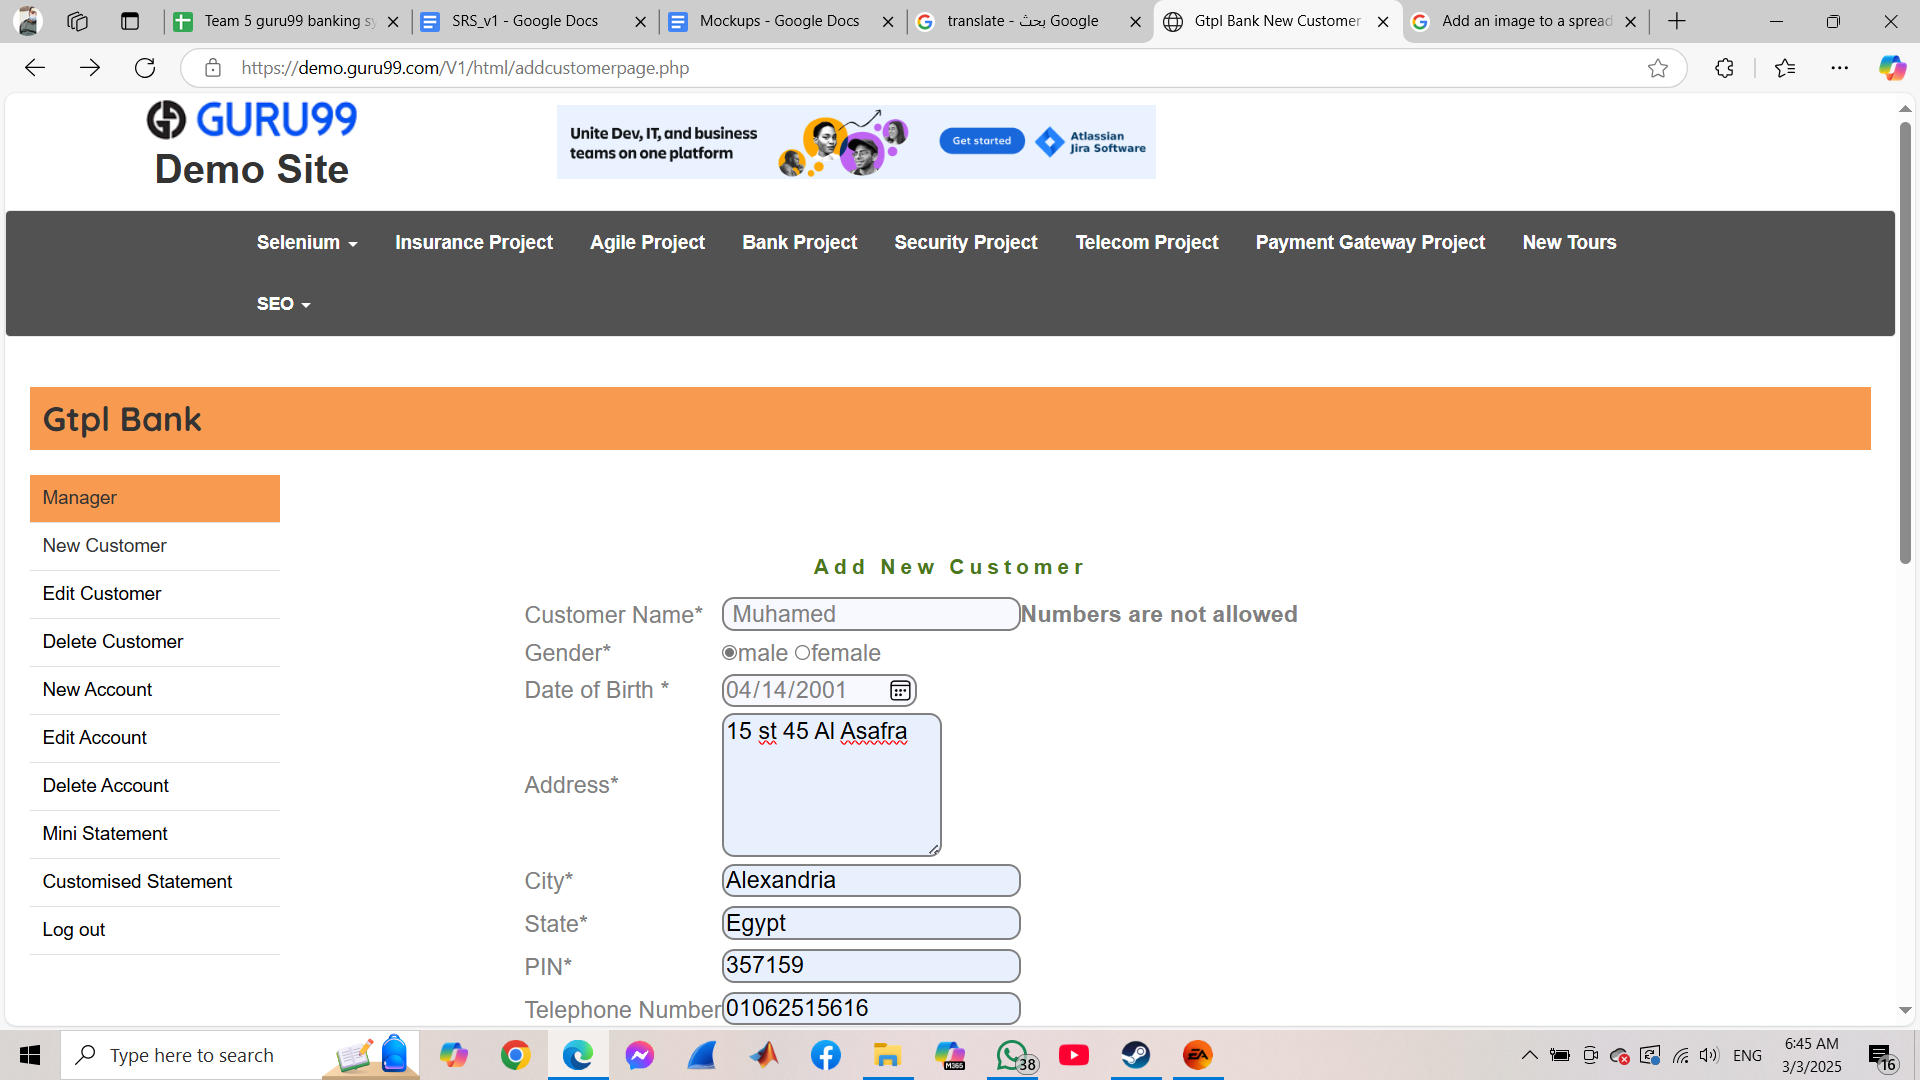 Team 5 guru99 banking sy
SRS_v1 - Google Docs
Mockups - Google Docs
translate - بحث Google
Gtpl Bank New Customer
Add an image to a spread
https://demo.guru99.com/V1/html/addcustomerpage.php
GURU99
Demo Site
Unite Dev, IT, and business
teams on one platform
Get started
Atlassian
Jira Software
Selenium
Insurance Project
Agile Project
Bank Project
Security Project
Telecom Project
Payment Gateway Project
New Tours
SEO
Gtpl Bank
Manager
New Customer
Edit Customer
Delete Customer
New Account
Edit Account
Delete Account
Mini Statement
Customised Statement
Log out
Add New Customer
Customer Name* Muhamed Numbers are not allowed
Gender* male female
Date of Birth * 04/14/2001
Address* 15 st 45 Al Asafra
City* Alexandria
State* Egypt
PIN* 357159
Telephone Number 01062515616
Type here to search
M365
38
EA
ENG
6:45 AM
3/3/2025
16